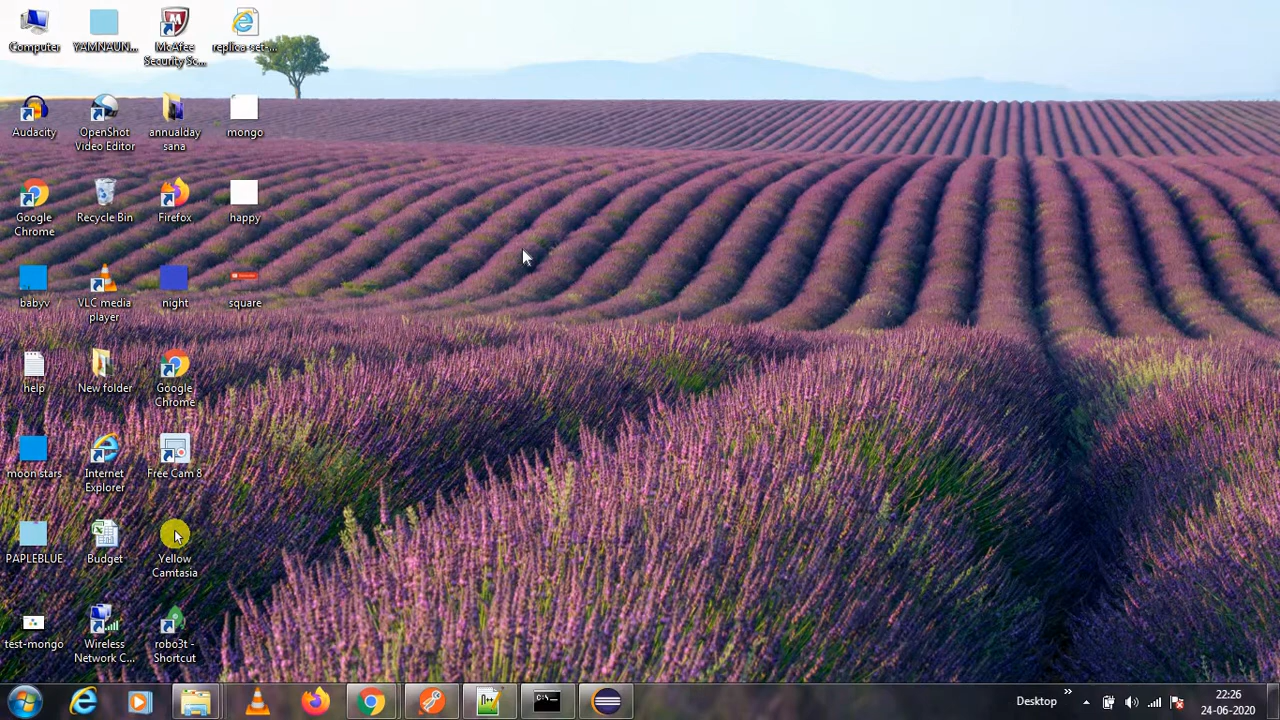 Computer
YAMNAUN...
McAfee
Security Sc...
replica-set-...
Audacity
OpenShot
Video Editor
annualday
sana
mongo
Google
Chrome
Recycle Bin
Firefox
happy
babyv
VLC media
player
night
square
help
New folder
Google
Chrome
moon stars
Internet
Explorer
Free Cam 8
PAPLEBLUE
Budget
Yellow
Camtasia
test-mongo
Wireless
Network C...
robo3t -
Shortcut
Desktop
22:26
24-06-2020